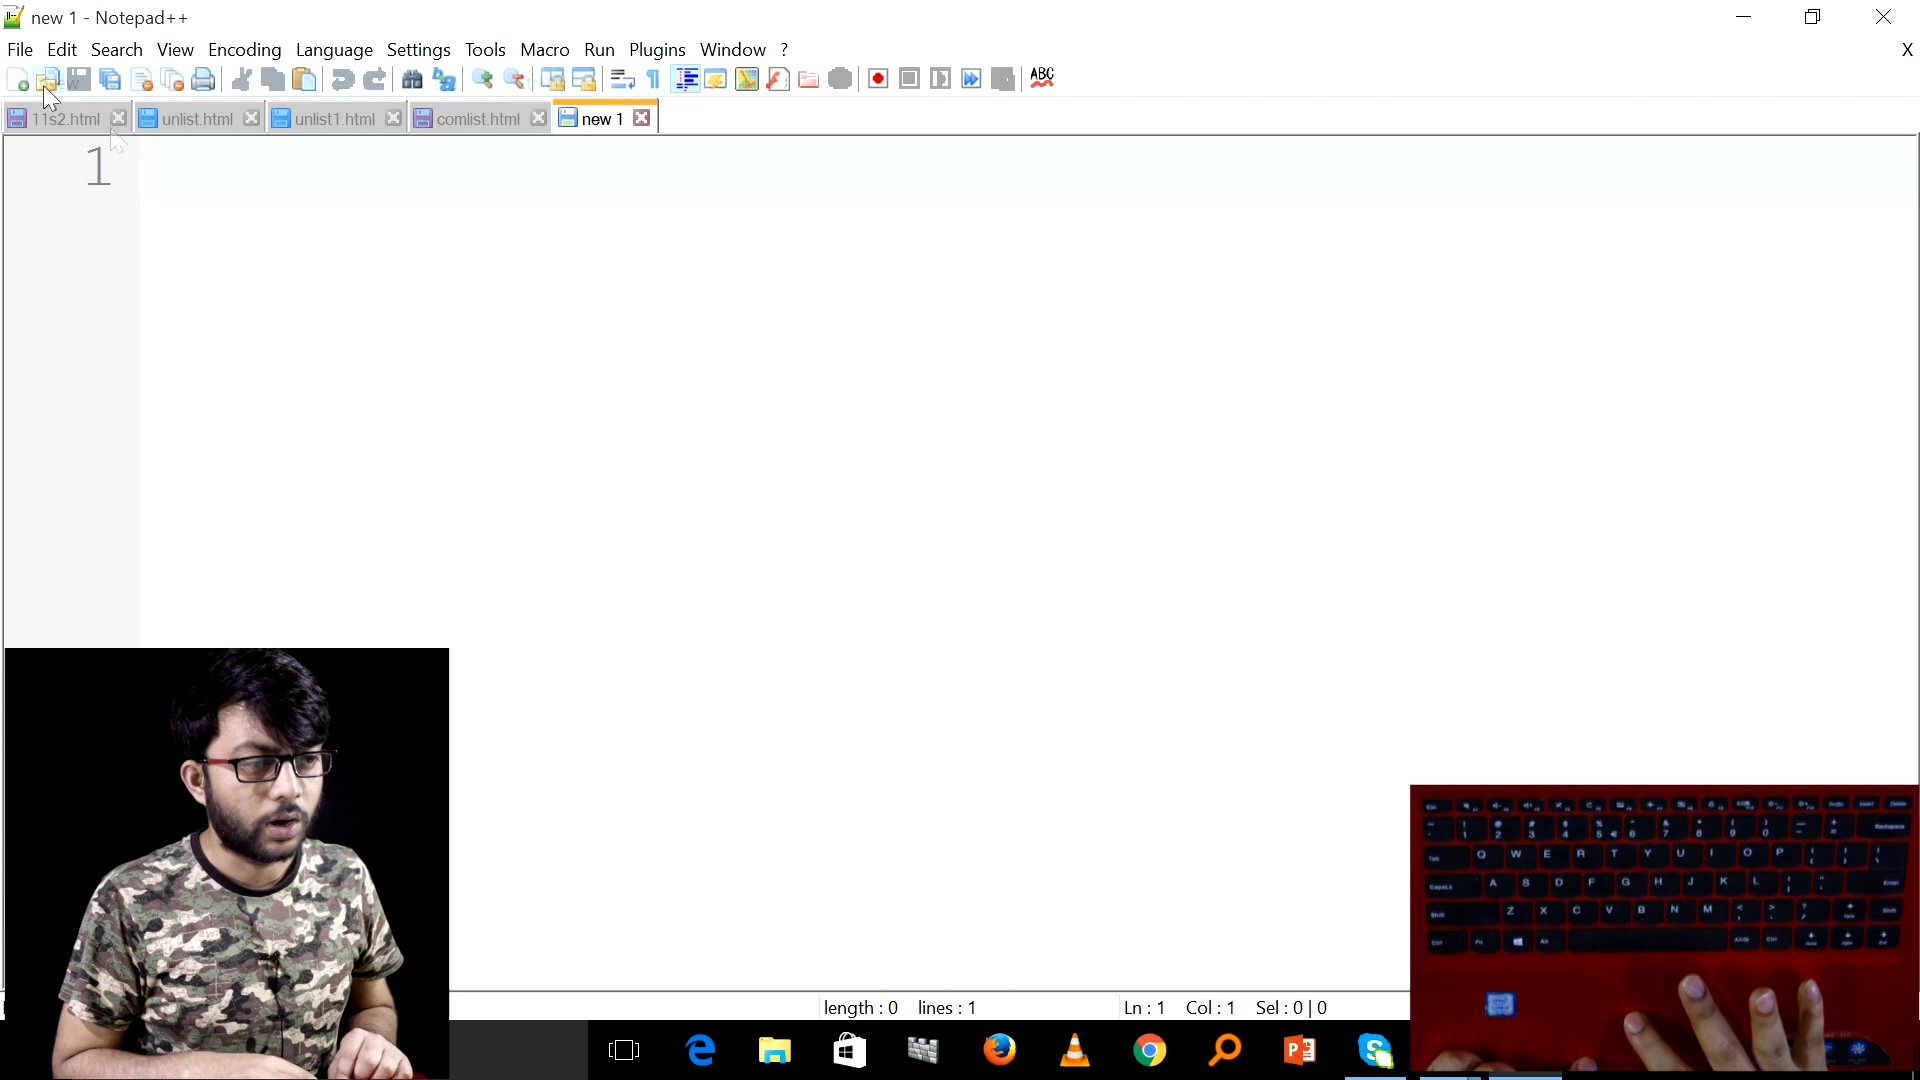 new 1 - Notepad++
File Edit Search View Encoding Language Settings Tools Macro Run Plugins Window ? X
ABC
11s2.html unlist.html unlist1.html comlist.html new 1
1
length : 0 lines : 1 Ln : 1 Col : 1 Sel : 0 | 0
Q W E R T Y U I O P
A S D F G H J K L
Z X C V B N M